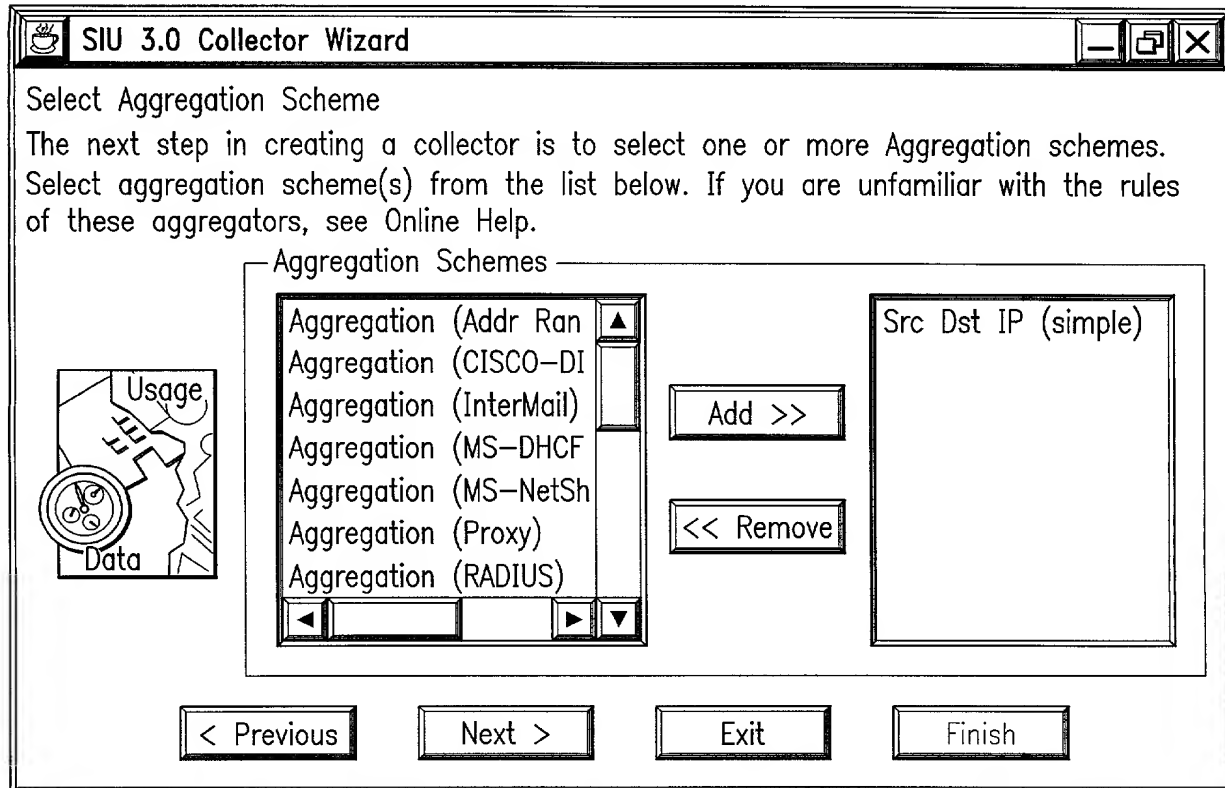 SIU 3.0 Collector Wizard
Select Aggregation Scheme
The next step in creating a collector is to select one or more Aggregation schemes.
Select aggregation scheme(s) from the list below. If you are unfamiliar with the rules
of these aggregators, see Online Help.
Aggregation Schemes
Aggregation (Addr Ran
Aggregation (CISCO-DI
Aggregation (InterMail)
Aggregation (MS-DHCF
Aggregation (MS-NetSh
Aggregation (Proxy)
Aggregation (RADIUS)
Add >>
<< Remove
Src Dst IP (simple)
Usage
Data
< Previous
Next >
Exit
Finish